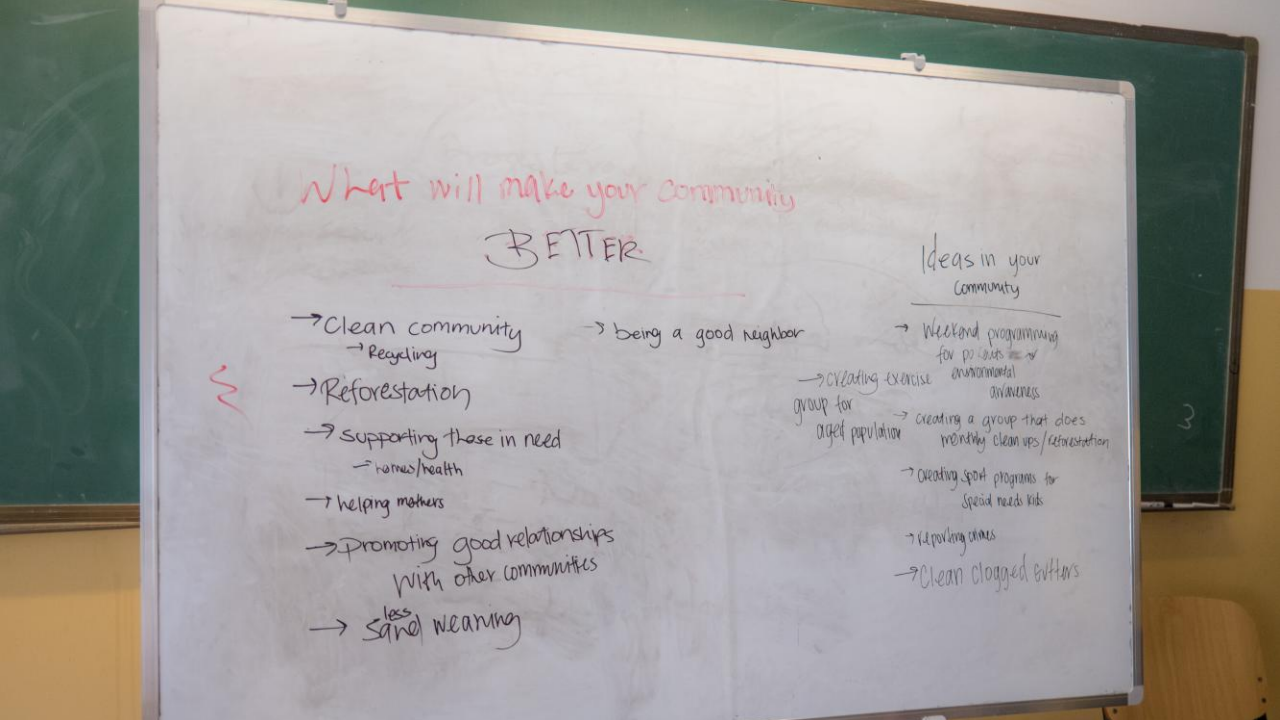 What will make your community
BETTER
→ Clean community
→ Recycling
→ Reforestation
→ supporting those in need
→ homes/health
→ helping mothers
→ promoting good relationships
with other communities
→ less
sand weaning
→ being a good neighbor
Ideas in your
community
→ Weekend programming
for
environmental
awareness
→ creating exercise
group for
aged population
→ creating a group that does
monthly clean ups/reforestation
→ creating sport programs for
special needs kids
→ reporting crimes
→ Clean clogged gutters
3